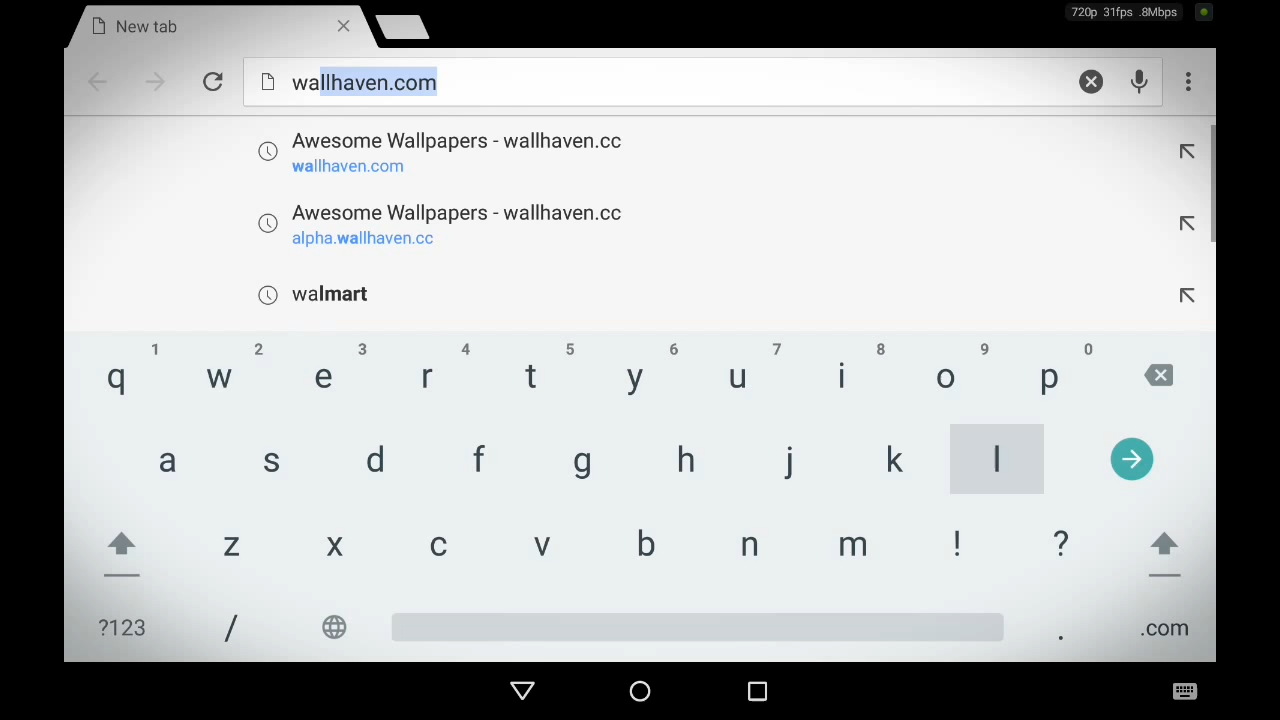 New tab
720p 31fps .8Mbps
wallhaven.com
Awesome Wallpapers - wallhaven.cc
wallhaven.com
Awesome Wallpapers - wallhaven.cc
alpha.wallhaven.cc
walmart
1 2 3 4 5 6 7 8 9 0
q w e r t y u i o p
a s d f g h j k l
z x c v b n m ! ?
?123 / . .com